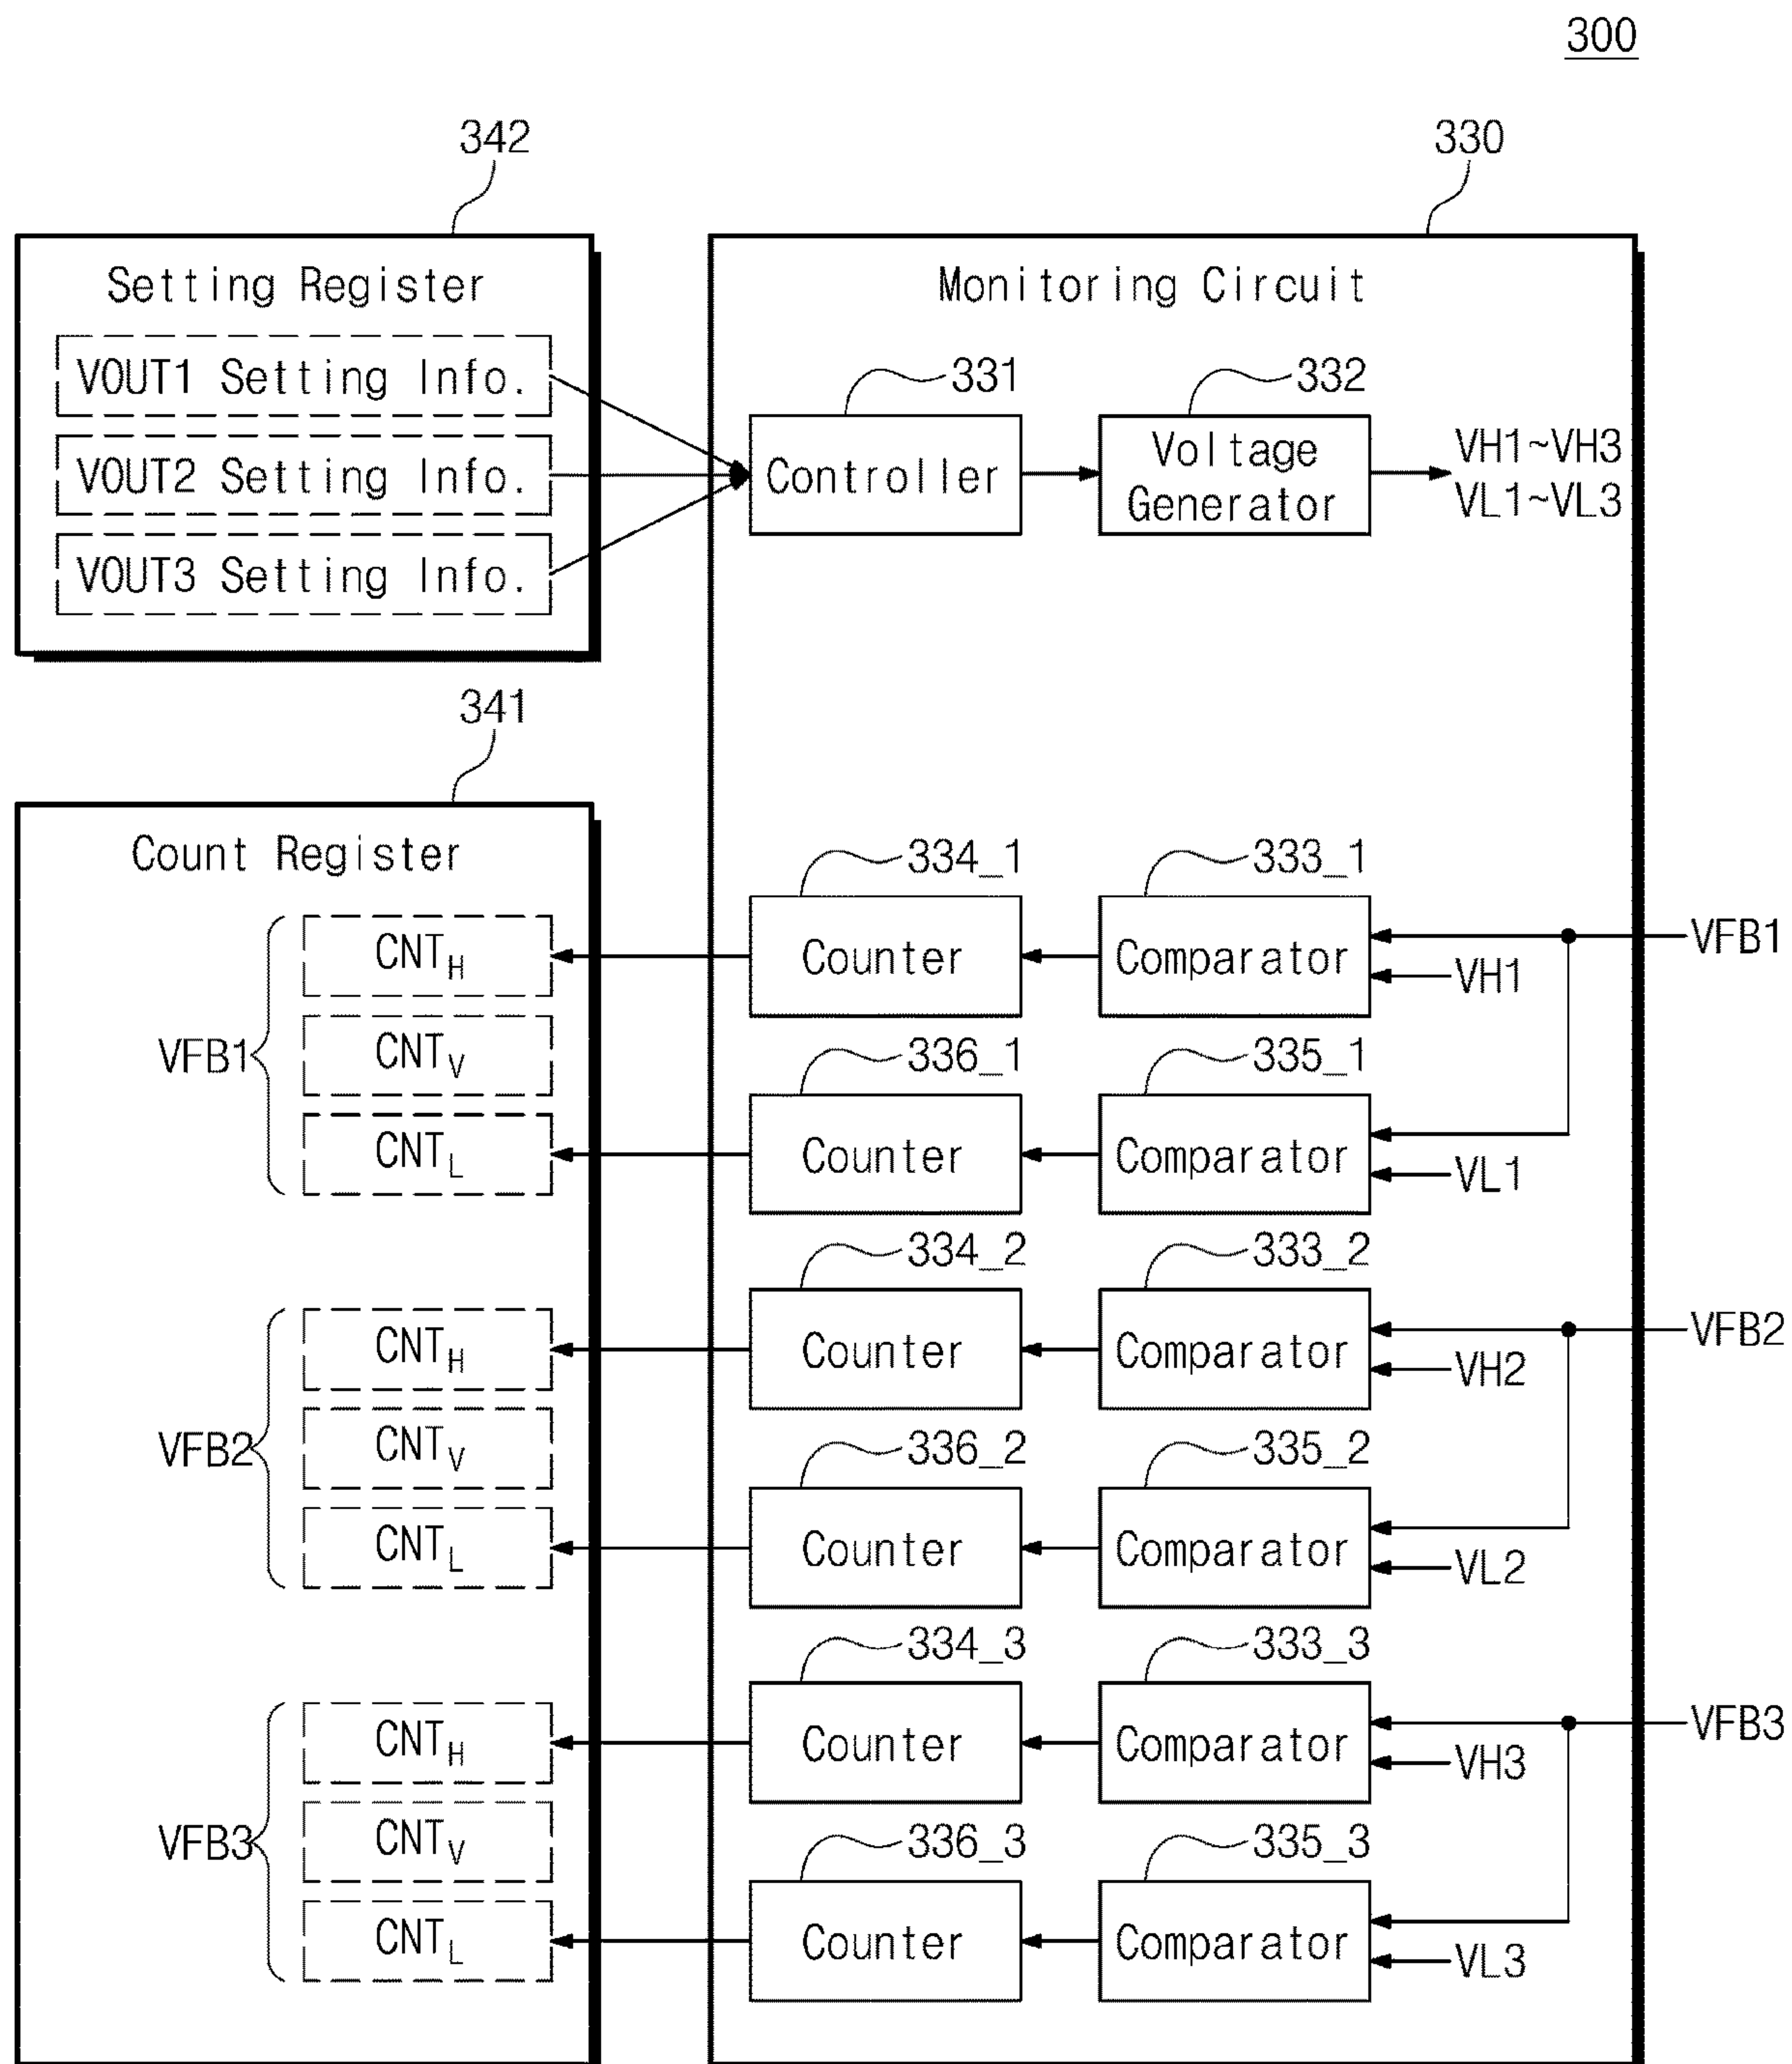 300
342
330
Setting Register
VOUT1 Setting Info.
VOUT2 Setting Info.
VOUT3 Setting Info.
Monitoring Circuit
331
332
Controller
Voltage
Generator
VH1~VH3
VL1~VL3
341
Count Register
334_1
333_1
VFB1
CNTH
Counter
Comparator
VFB1
VH1
CNTV
336_1
335_1
CNTL
Counter
Comparator
VL1
334_2
333_2
VFB2
CNTH
Counter
Comparator
VFB2
VH2
CNTV
336_2
335_2
CNTL
Counter
Comparator
VL2
334_3
333_3
VFB3
CNTH
Counter
Comparator
VFB3
VH3
CNTV
336_3
335_3
CNTL
Counter
Comparator
VL3